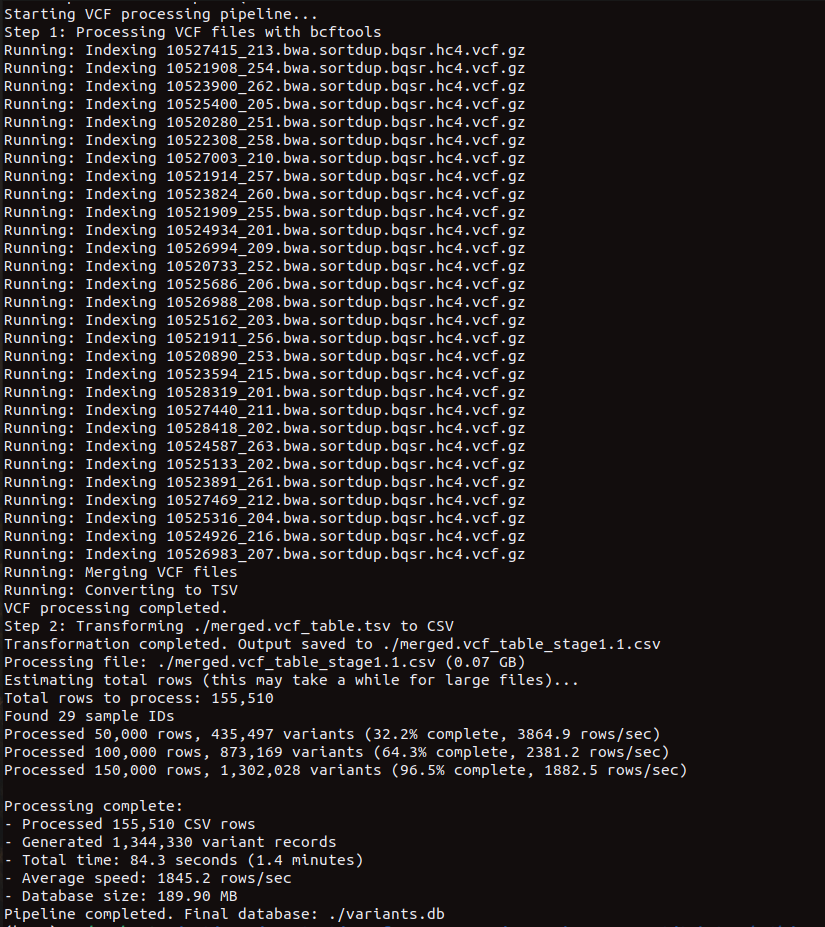 Starting VCF processing pipeline...
Step 1: Processing VCF files with bcftools
Running: Indexing 10527415_213.bwa.sortdup.bqsr.hc4.vcf.gz
Running: Indexing 10521908_254.bwa.sortdup.bqsr.hc4.vcf.gz
Running: Indexing 10523900_262.bwa.sortdup.bqsr.hc4.vcf.gz
Running: Indexing 10525400_205.bwa.sortdup.bqsr.hc4.vcf.gz
Running: Indexing 10520280_251.bwa.sortdup.bqsr.hc4.vcf.gz
Running: Indexing 10522308_258.bwa.sortdup.bqsr.hc4.vcf.gz
Running: Indexing 10527003_210.bwa.sortdup.bqsr.hc4.vcf.gz
Running: Indexing 10521914_257.bwa.sortdup.bqsr.hc4.vcf.gz
Running: Indexing 10523824_260.bwa.sortdup.bqsr.hc4.vcf.gz
Running: Indexing 10521909_255.bwa.sortdup.bqsr.hc4.vcf.gz
Running: Indexing 10524934_201.bwa.sortdup.bqsr.hc4.vcf.gz
Running: Indexing 10526994_209.bwa.sortdup.bqsr.hc4.vcf.gz
Running: Indexing 10520733_252.bwa.sortdup.bqsr.hc4.vcf.gz
Running: Indexing 10525686_206.bwa.sortdup.bqsr.hc4.vcf.gz
Running: Indexing 10526988_208.bwa.sortdup.bqsr.hc4.vcf.gz
Running: Indexing 10525162_203.bwa.sortdup.bqsr.hc4.vcf.gz
Running: Indexing 10521911_256.bwa.sortdup.bqsr.hc4.vcf.gz
Running: Indexing 10520890_253.bwa.sortdup.bqsr.hc4.vcf.gz
Running: Indexing 10523594_215.bwa.sortdup.bqsr.hc4.vcf.gz
Running: Indexing 10528319_201.bwa.sortdup.bqsr.hc4.vcf.gz
Running: Indexing 10527440_211.bwa.sortdup.bqsr.hc4.vcf.gz
Running: Indexing 10528418_202.bwa.sortdup.bqsr.hc4.vcf.gz
Running: Indexing 10524587_263.bwa.sortdup.bqsr.hc4.vcf.gz
Running: Indexing 10525133_202.bwa.sortdup.bqsr.hc4.vcf.gz
Running: Indexing 10523891_261.bwa.sortdup.bqsr.hc4.vcf.gz
Running: Indexing 10527469_212.bwa.sortdup.bqsr.hc4.vcf.gz
Running: Indexing 10525316_204.bwa.sortdup.bqsr.hc4.vcf.gz
Running: Indexing 10524926_216.bwa.sortdup.bqsr.hc4.vcf.gz
Running: Indexing 10526983_207.bwa.sortdup.bqsr.hc4.vcf.gz
Running: Merging VCF files
Running: Converting to TSV
VCF processing completed.
Step 2: Transforming ./merged.vcf_table.tsv to CSV
Transformation completed. Output saved to ./merged.vcf_table_stage1.1.csv
Processing file: ./merged.vcf_table_stage1.1.csv (0.07 GB)
Estimating total rows (this may take a while for large files)...
Total rows to process: 155,510
Found 29 sample IDs
Processed 50,000 rows, 435,497 variants (32.2% complete, 3864.9 rows/sec)
Processed 100,000 rows, 873,169 variants (64.3% complete, 2381.2 rows/sec)
Processed 150,000 rows, 1,302,028 variants (96.5% complete, 1882.5 rows/sec)
Processing complete:
- Processed 155,510 CSV rows
- Generated 1,344,330 variant records
- Total time: 84.3 seconds (1.4 minutes)
- Average speed: 1845.2 rows/sec
- Database size: 189.90 MB
Pipeline completed. Final database: ./variants.db